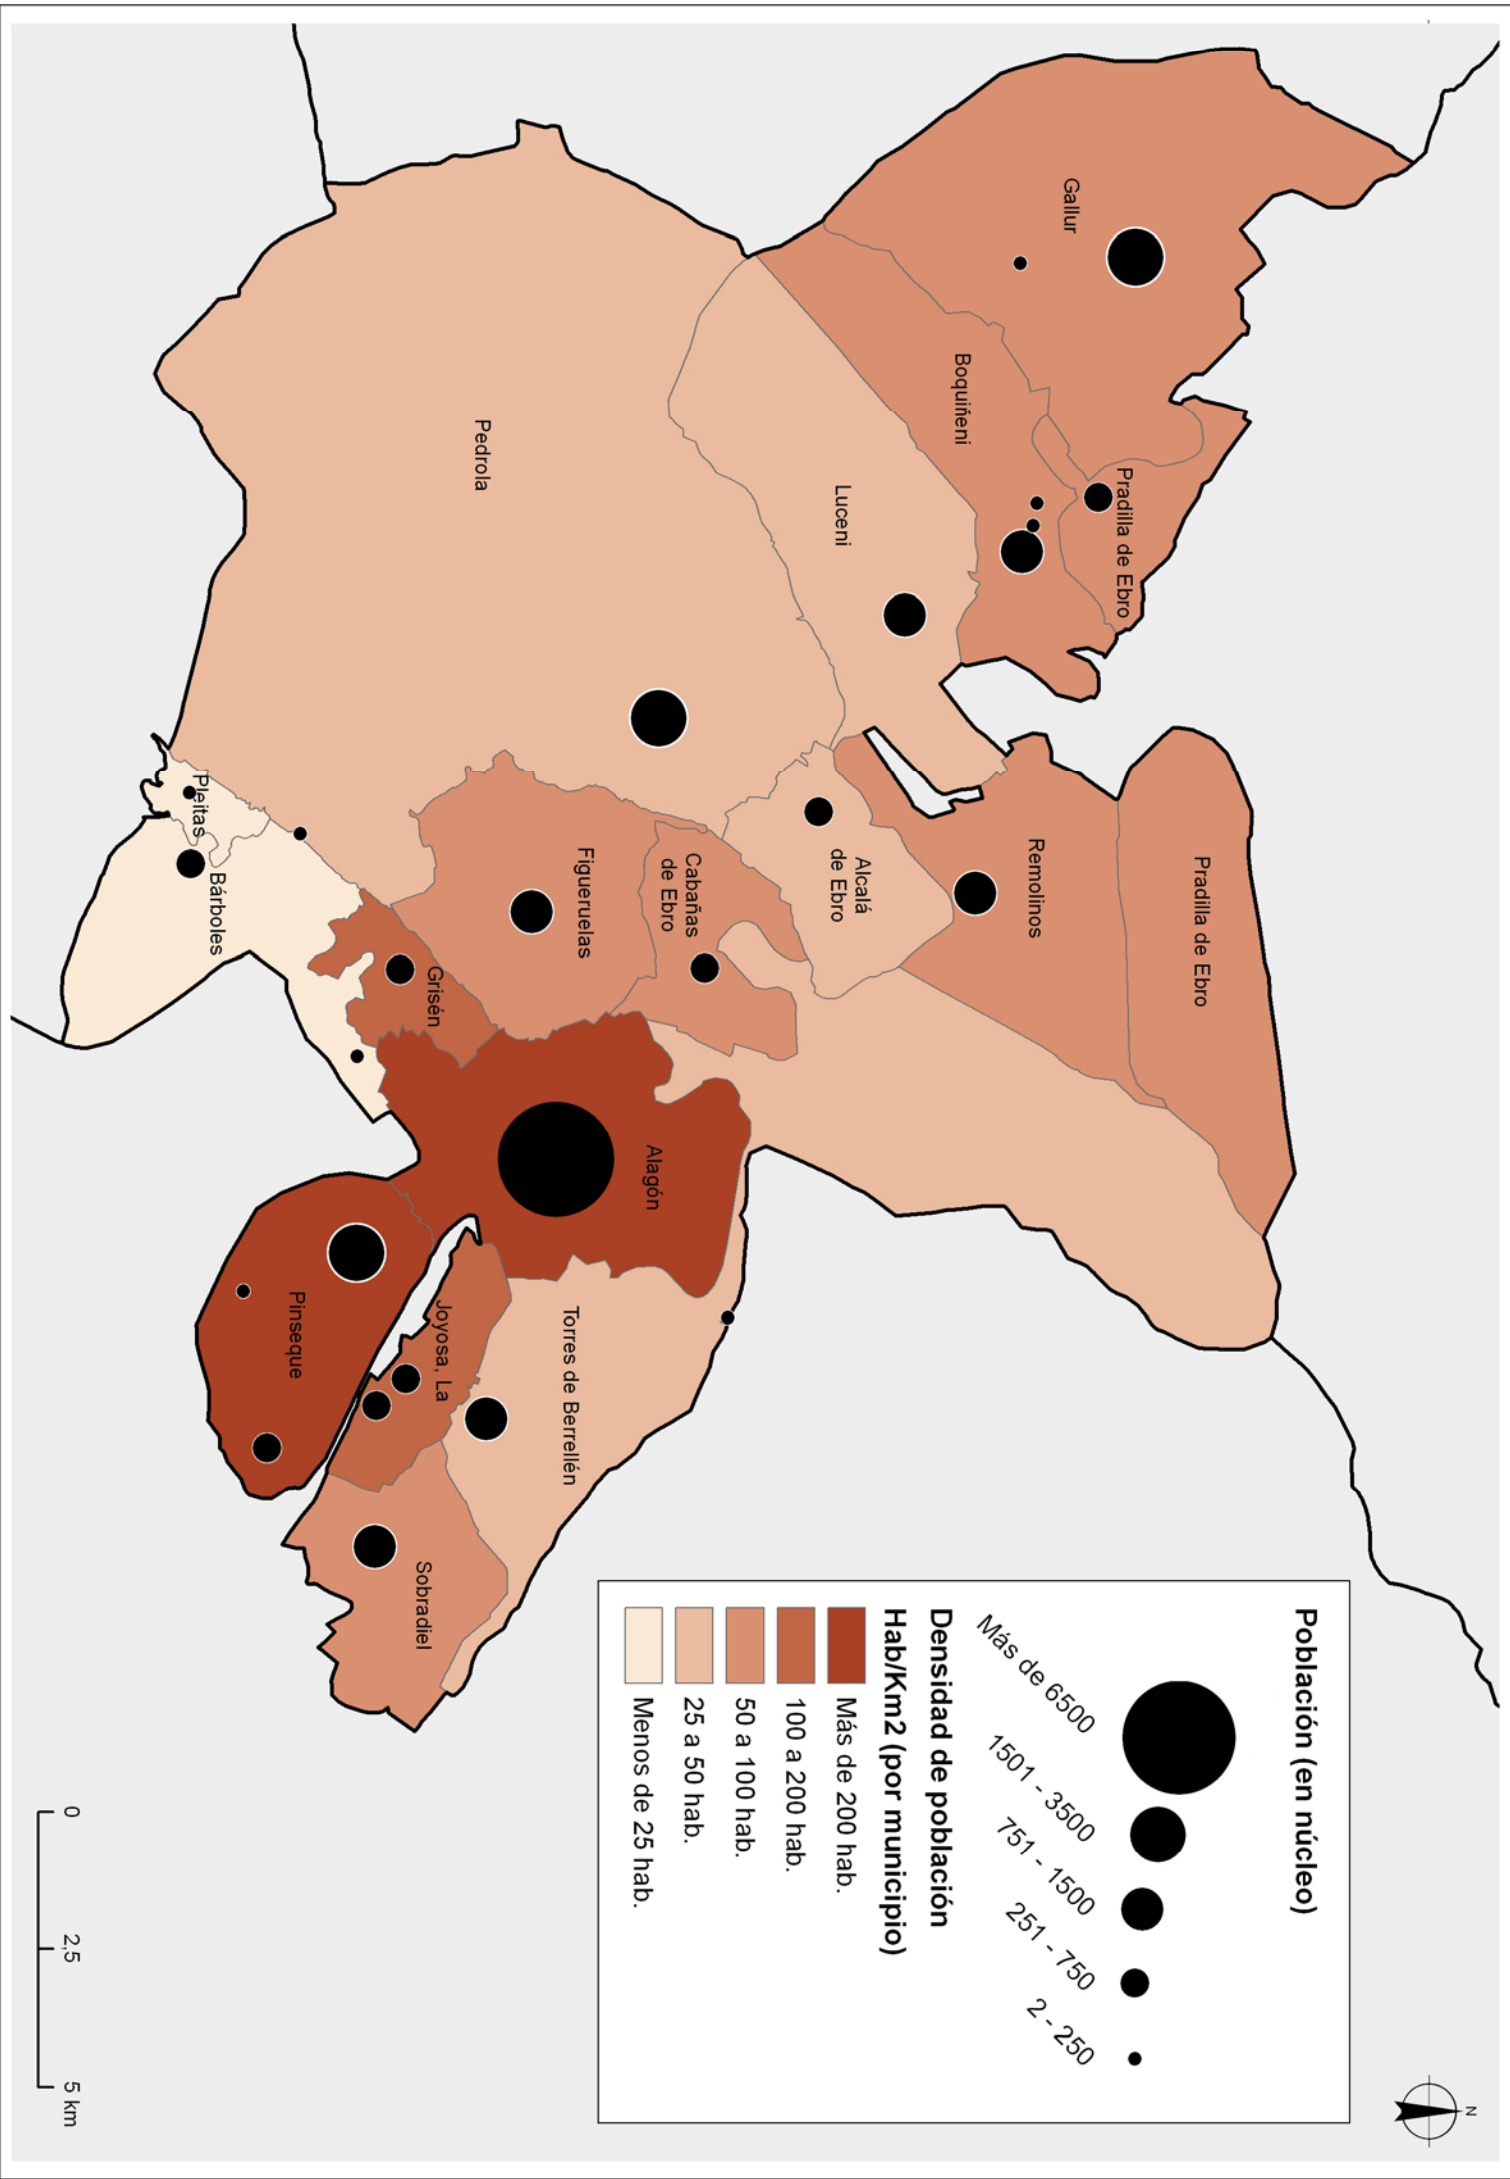 N
Población (en núcleo)
Más de 6500
1501 - 3500
751 - 1500
251 - 750
2 - 250
Densidad de población
Hab/Km2 (por municipio)
Más de 200 hab.
100 a 200 hab.
50 a 100 hab.
25 a 50 hab.
Menos de 25 hab.
Gallur
Boquiñeni
Pradilla de Ebro
Luceni
Pedrola
Pradilla de Ebro
Remolinos
Alcalá
de Ebro
Cabañas
de Ebro
Figueruelas
Grisén
Pleitas
Bárboles
Alagón
Torres de Berrellén
Joyosa, La
Pinseque
Sobradiel
0
2,5
5 km